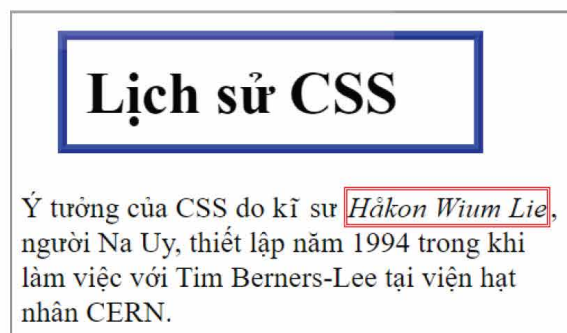 Lịch sử CSS
Ý tưởng của CSS do kĩ sư Håkon Wium Lie,
người Na Uy, thiết lập năm 1994 trong khi
làm việc với Tim Berners-Lee tại viện hạt
nhân CERN.